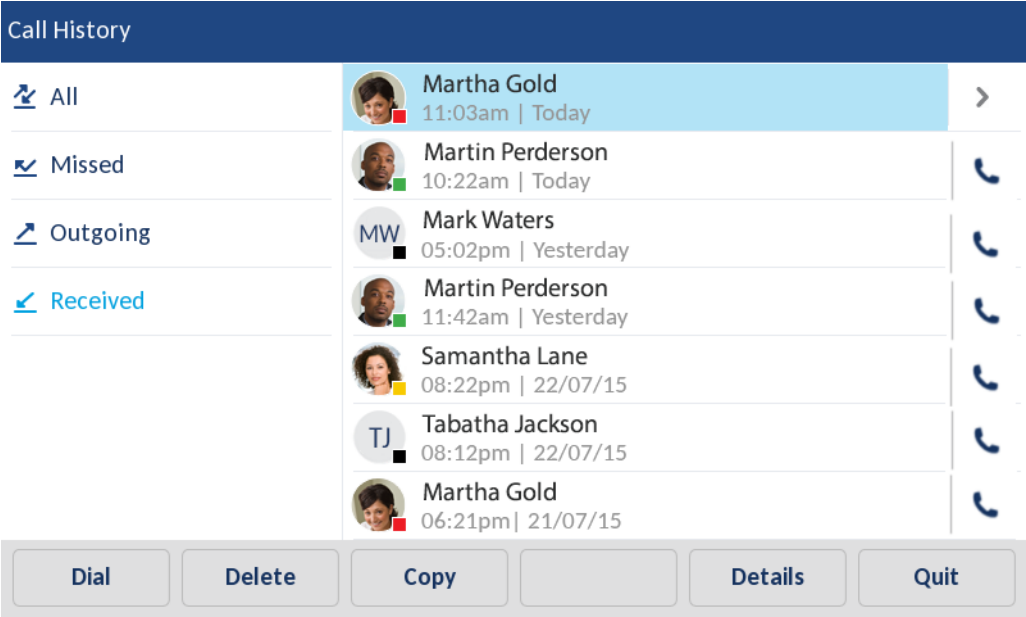 Call History
All
Missed
Outgoing
Received
Martha Gold
11:03am | Today
Martin Perderson
10:22am | Today
MW
Mark Waters
05:02pm | Yesterday
Martin Perderson
11:42am | Yesterday
Samantha Lane
08:22pm | 22/07/15
TJ
Tabatha Jackson
08:12pm | 22/07/15
Martha Gold
06:21pm| 21/07/15
Dial
Delete
Copy
Details
Quit